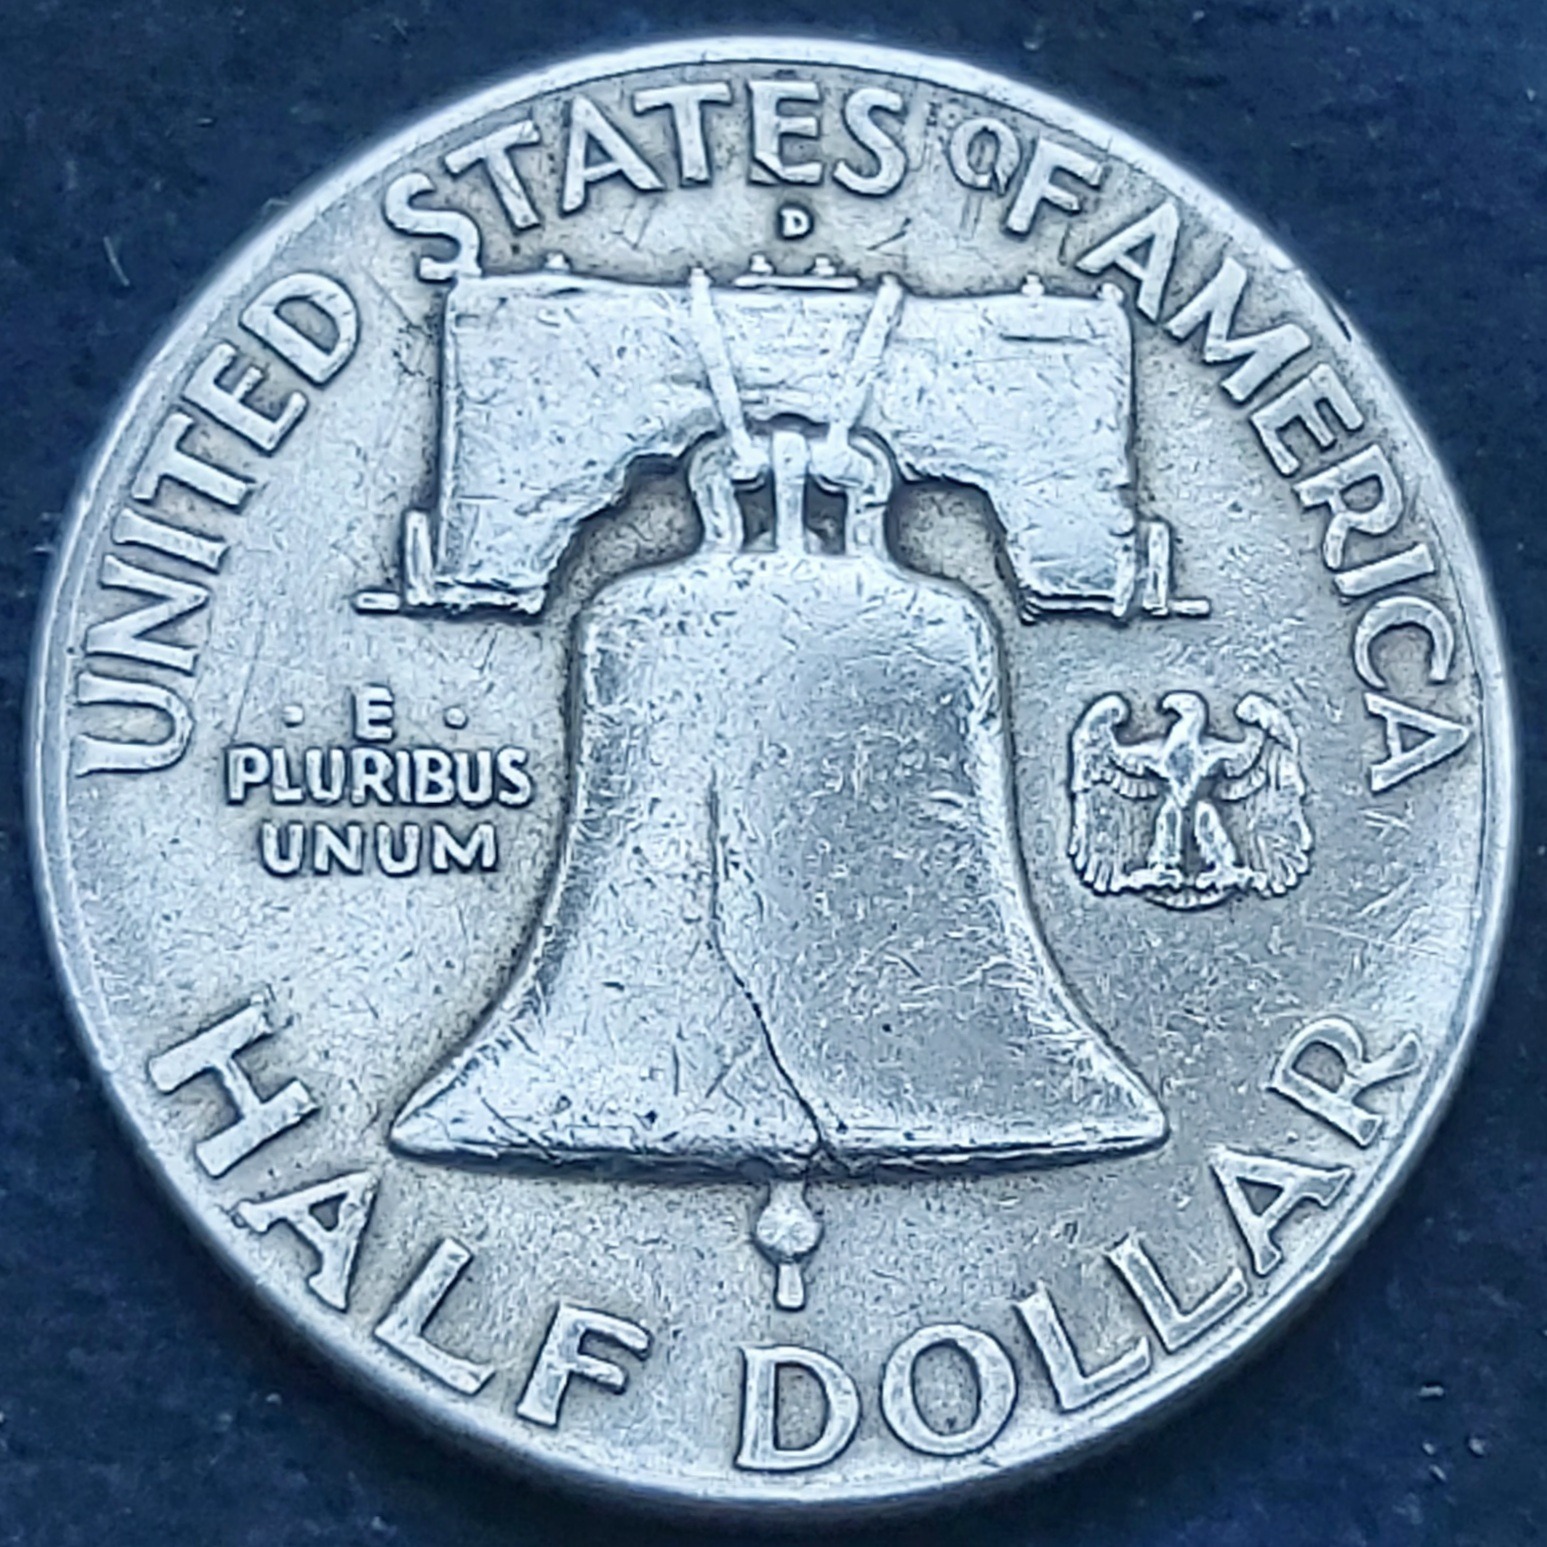 UNITED STATES OF AMERICA
D
· E ·
PLURIBUS
UNUM
HALF DOLLAR